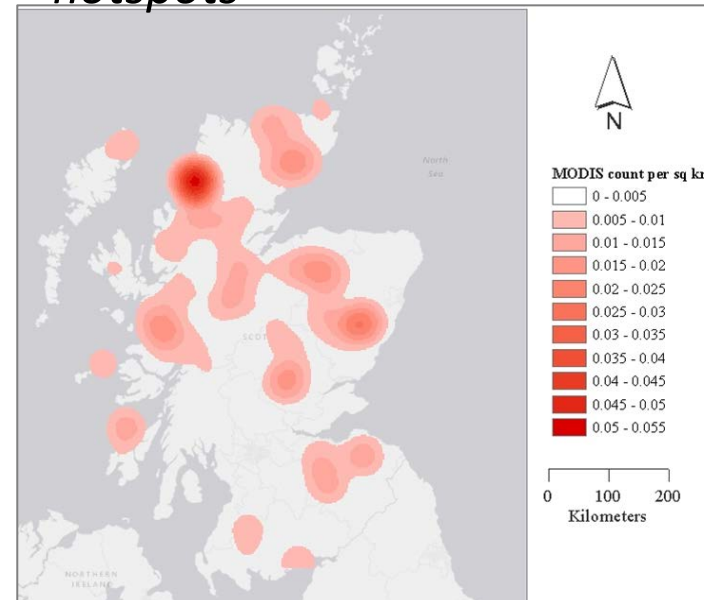 hotspots
North
Sea
N
MODIS count per sq km
0 - 0.005
0.005 - 0.01
0.01 - 0.015
0.015 - 0.02
0.02 - 0.025
0.025 - 0.03
0.03 - 0.035
0.035 - 0.04
0.04 - 0.045
0.045 - 0.05
0.05 - 0.055
SCOT
0 100 200
Kilometers
NORTHERN
IRELAND